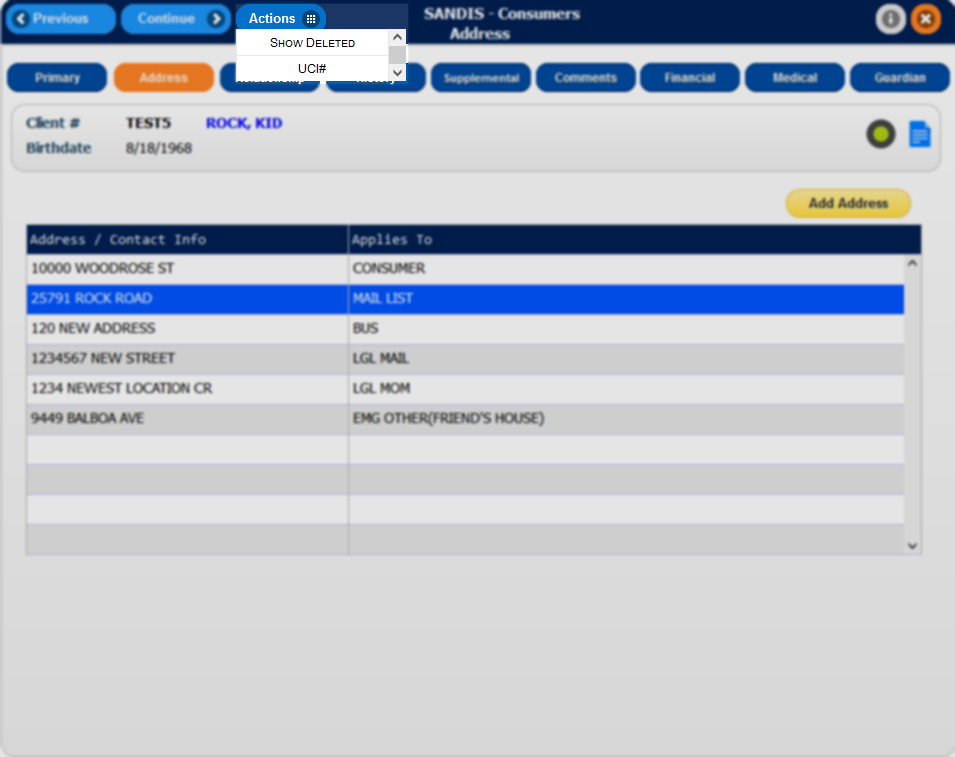 Previous Continue Actions SANDIS - Consumers
Address
SHOW DELETED
UCI#
Primary Address Relationship History Supplemental Comments Financial Medical Guardian
Client # TEST5 ROCK, KID
Birthdate 8/18/1968
Add Address
Address / Contact Info Applies To
10000 WOODROSE ST CONSUMER
25791 ROCK ROAD MAIL LIST
120 NEW ADDRESS BUS
1234567 NEW STREET LGL MAIL
1234 NEWEST LOCATION CR LGL MOM
9449 BALBOA AVE EMG OTHER(FRIEND'S HOUSE)